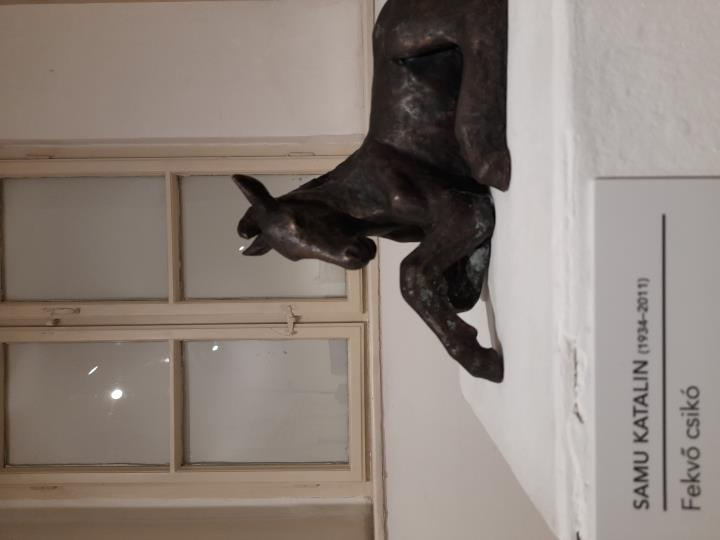 SAMU KATALIN (1934–2011)
Fekvő csikó